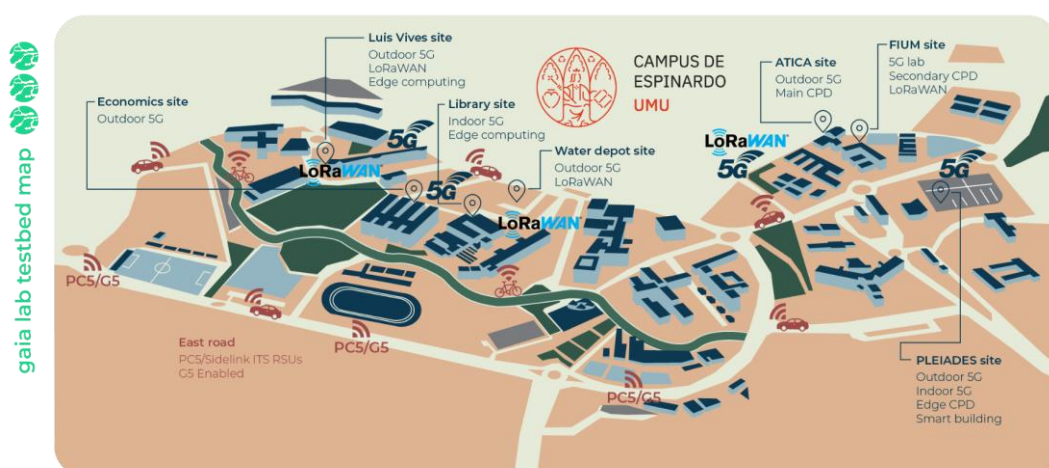 gaia lab testbed map
Luis Vives site
Outdoor 5G
LoRaWAN
Edge computing
Economics site
Outdoor 5G
Library site
Indoor 5G
Edge computing
Water depot site
Outdoor 5G
LoRaWAN
CAMPUS DE
ESPINARDO
UMU
ATICA site
Outdoor 5G
Main CPD
FIUM site
5G lab
Secondary CPD
LoRaWAN
5G
LoRaWAN
5G
LoRaWAN
LoRaWAN
5G
5G
PC5/G5
PC5/G5
PC5/G5
East road
PC5/Sidelink ITS RSUs
G5 Enabled
PLEIADES site
Outdoor 5G
Indoor 5G
Edge CPD
Smart building